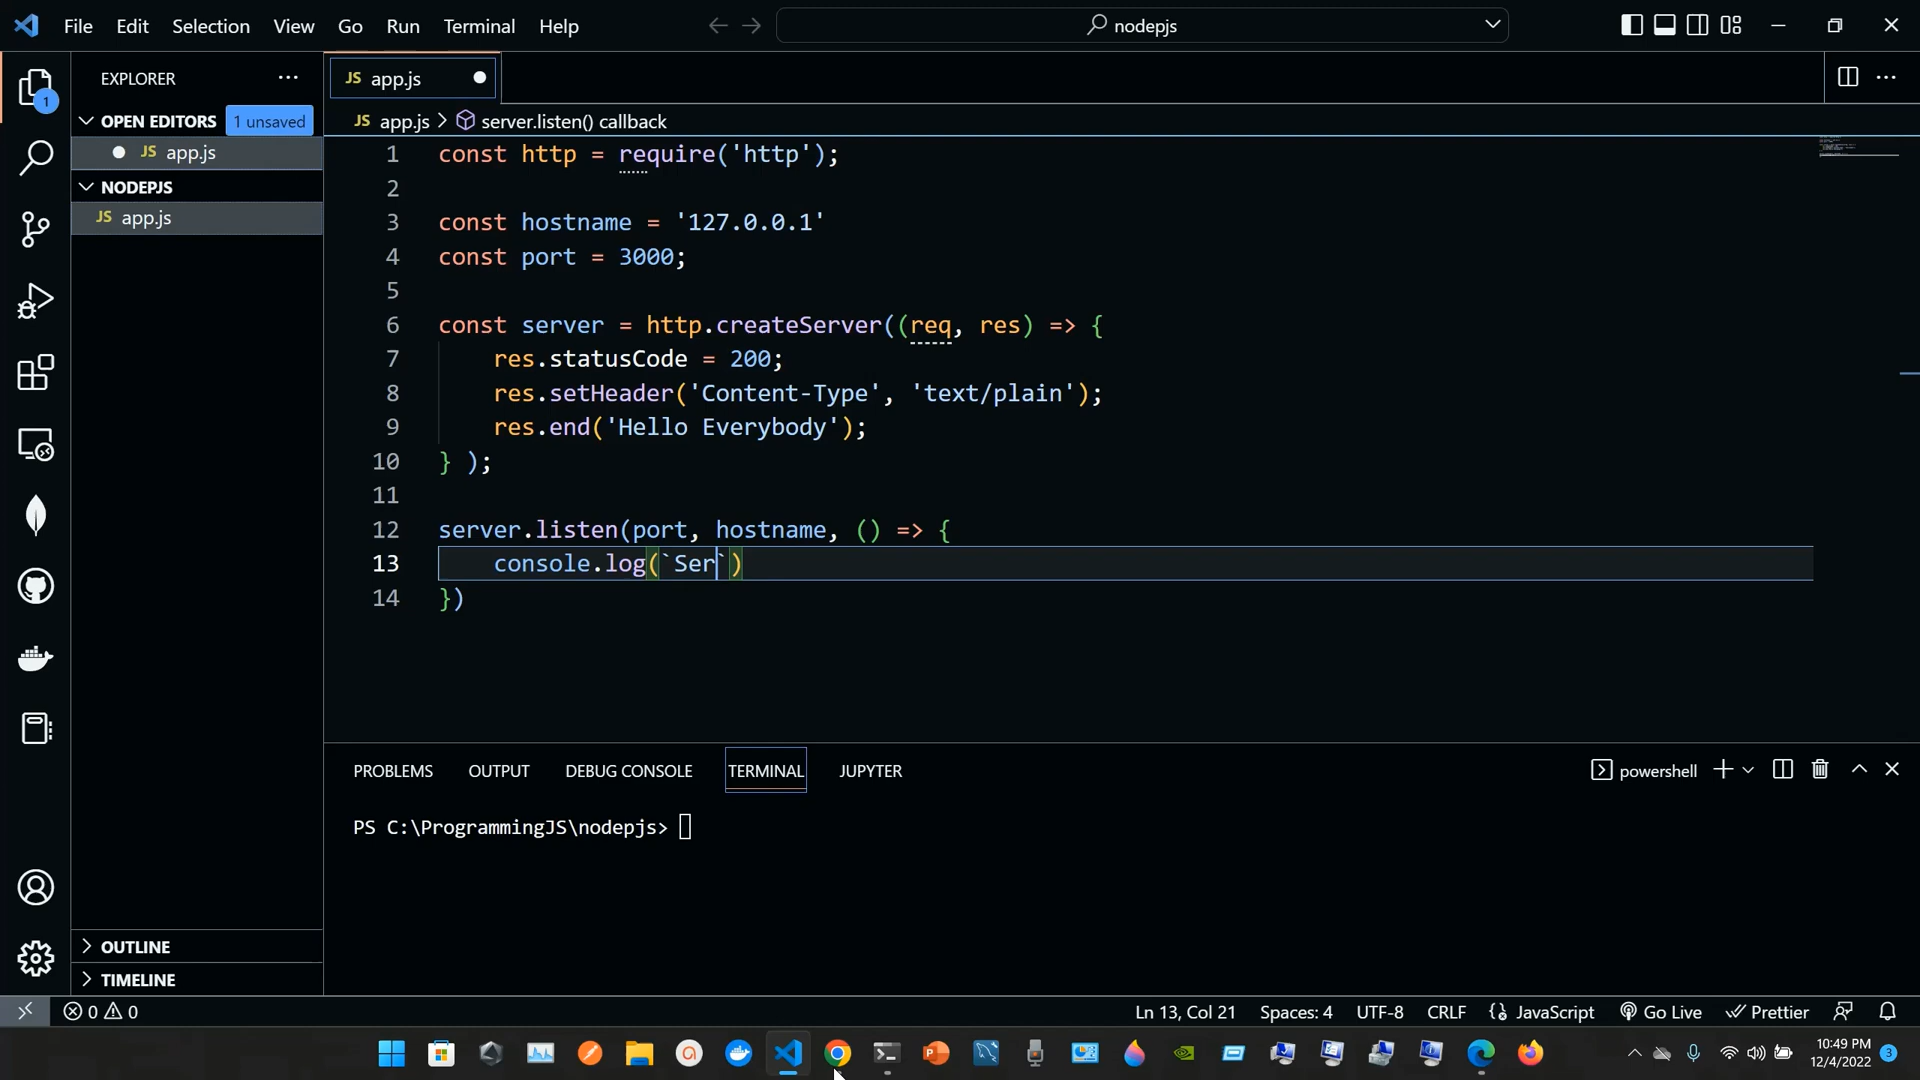 File Edit Selection View Go Run Terminal Help
nodepjs
EXPLORER
JS app.js
1
OPEN EDITORS 1 unsaved
JS app.js > server.listen() callback
JS app.js
NODEPJS
JS app.js
1 const http = require('http');
2
3 const hostname = '127.0.0.1'
4 const port = 3000;
5
6 const server = http.createServer((req, res) => {
7 res.statusCode = 200;
8 res.setHeader('Content-Type', 'text/plain');
9 res.end('Hello Everybody');
10 } );
11
12 server.listen(port, hostname, () => {
13 console.log(`Ser`)
14 })
PROBLEMS OUTPUT DEBUG CONSOLE TERMINAL JUPYTER
powershell
PS C:\ProgrammingJS\nodepjs>
OUTLINE
TIMELINE
0 0
Ln 13, Col 21 Spaces: 4 UTF-8 CRLF JavaScript Go Live Prettier
10:49 PM
12/4/2022
3